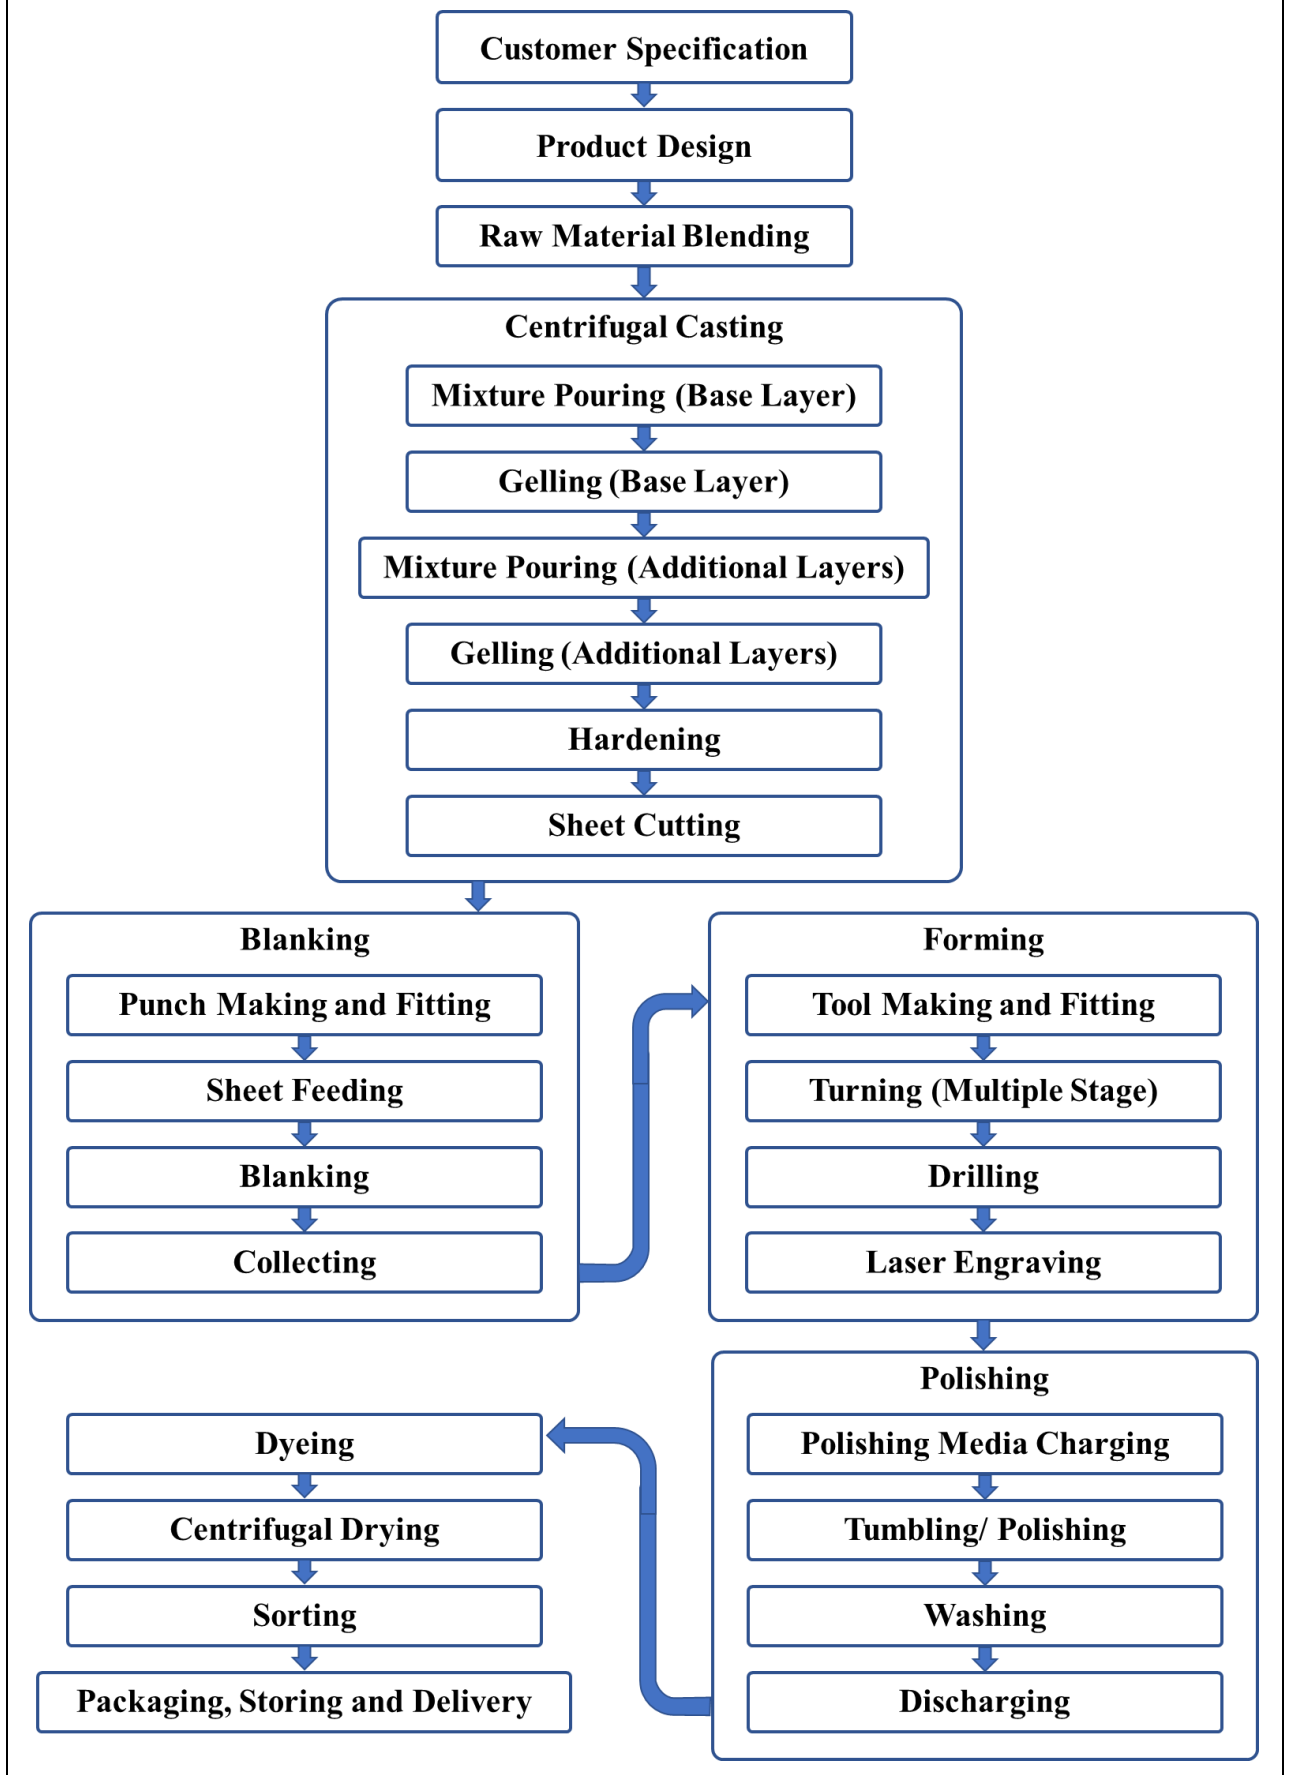 Customer Specification
Product Design
Raw Material Blending
Centrifugal Casting
Mixture Pouring (Base Layer)
Gelling (Base Layer)
Mixture Pouring (Additional Layers)
Gelling (Additional Layers)
Hardening
Sheet Cutting
Blanking
Punch Making and Fitting
Sheet Feeding
Blanking
Collecting
Forming
Tool Making and Fitting
Turning (Multiple Stage)
Drilling
Laser Engraving
Polishing
Polishing Media Charging
Tumbling/ Polishing
Washing
Discharging
Dyeing
Centrifugal Drying
Sorting
Packaging, Storing and Delivery